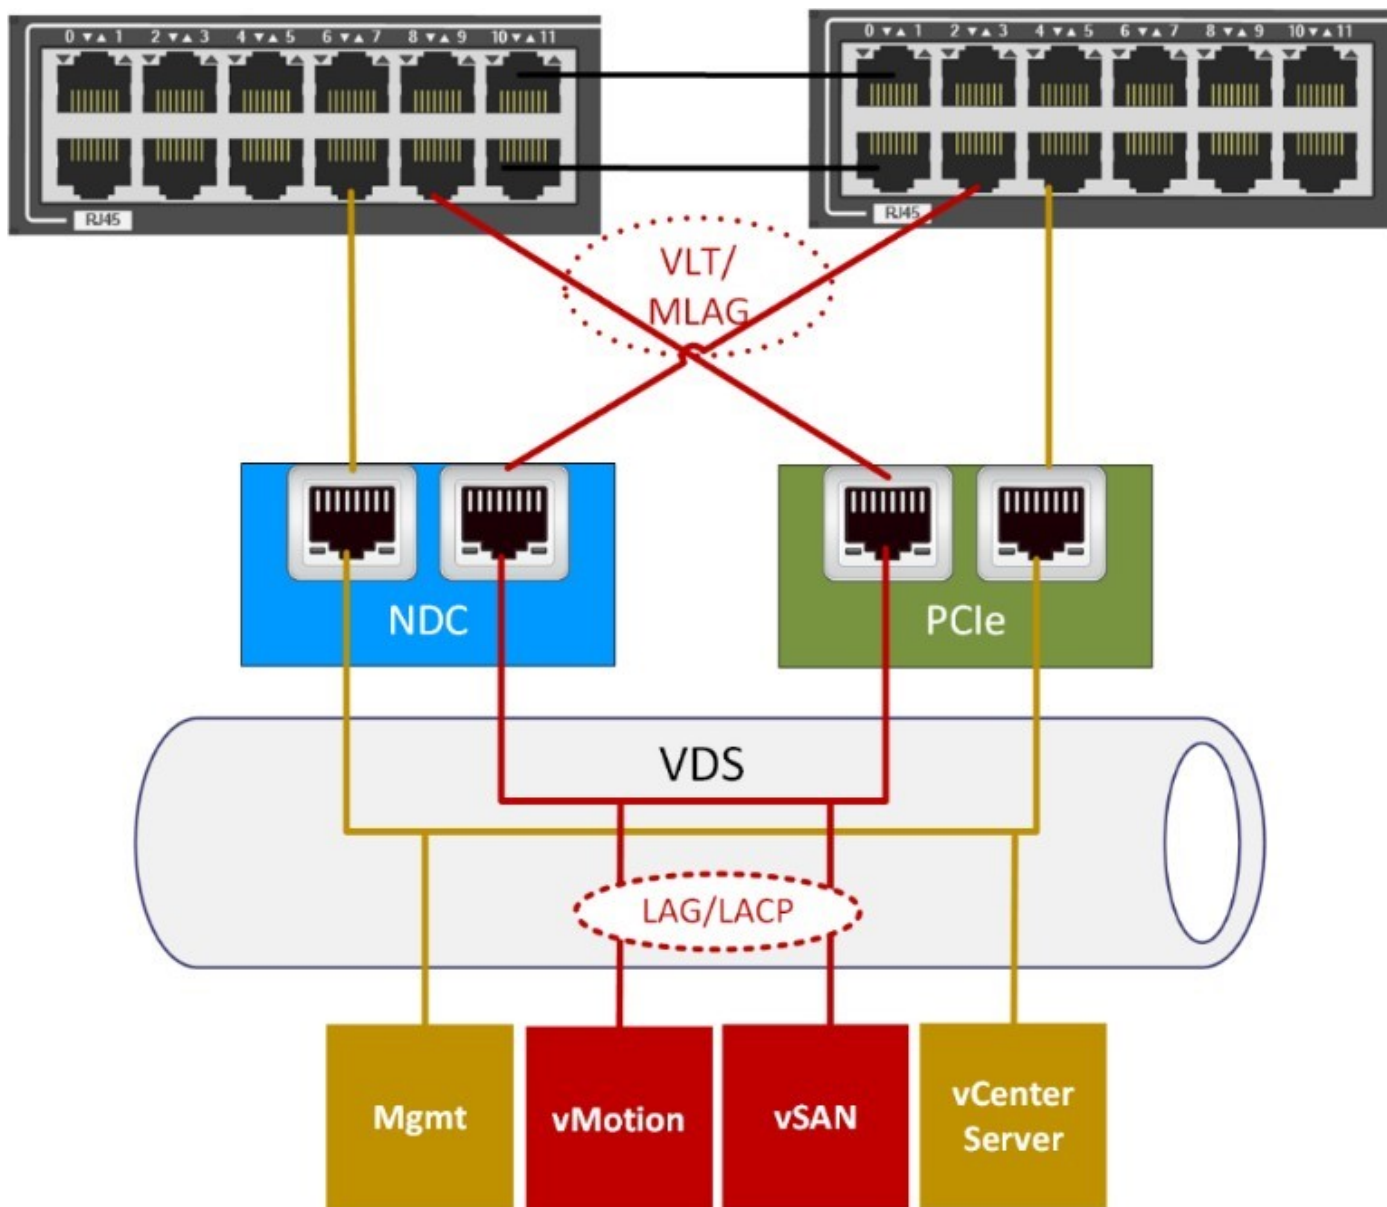 0 ▼▲ 1 2 ▼▲ 3 4 ▼▲ 5 6 ▼▲ 7 8 ▼▲ 9 10 ▼▲ 11
RJ45
0 ▼▲ 1 2 ▼▲ 3 4 ▼▲ 5 6 ▼▲ 7 8 ▼▲ 9 10 ▼▲ 11
RJ45
VLT/
MLAG
NDC
PCIe
VDS
LAG/LACP
Mgmt
vMotion
vSAN
vCenter
Server